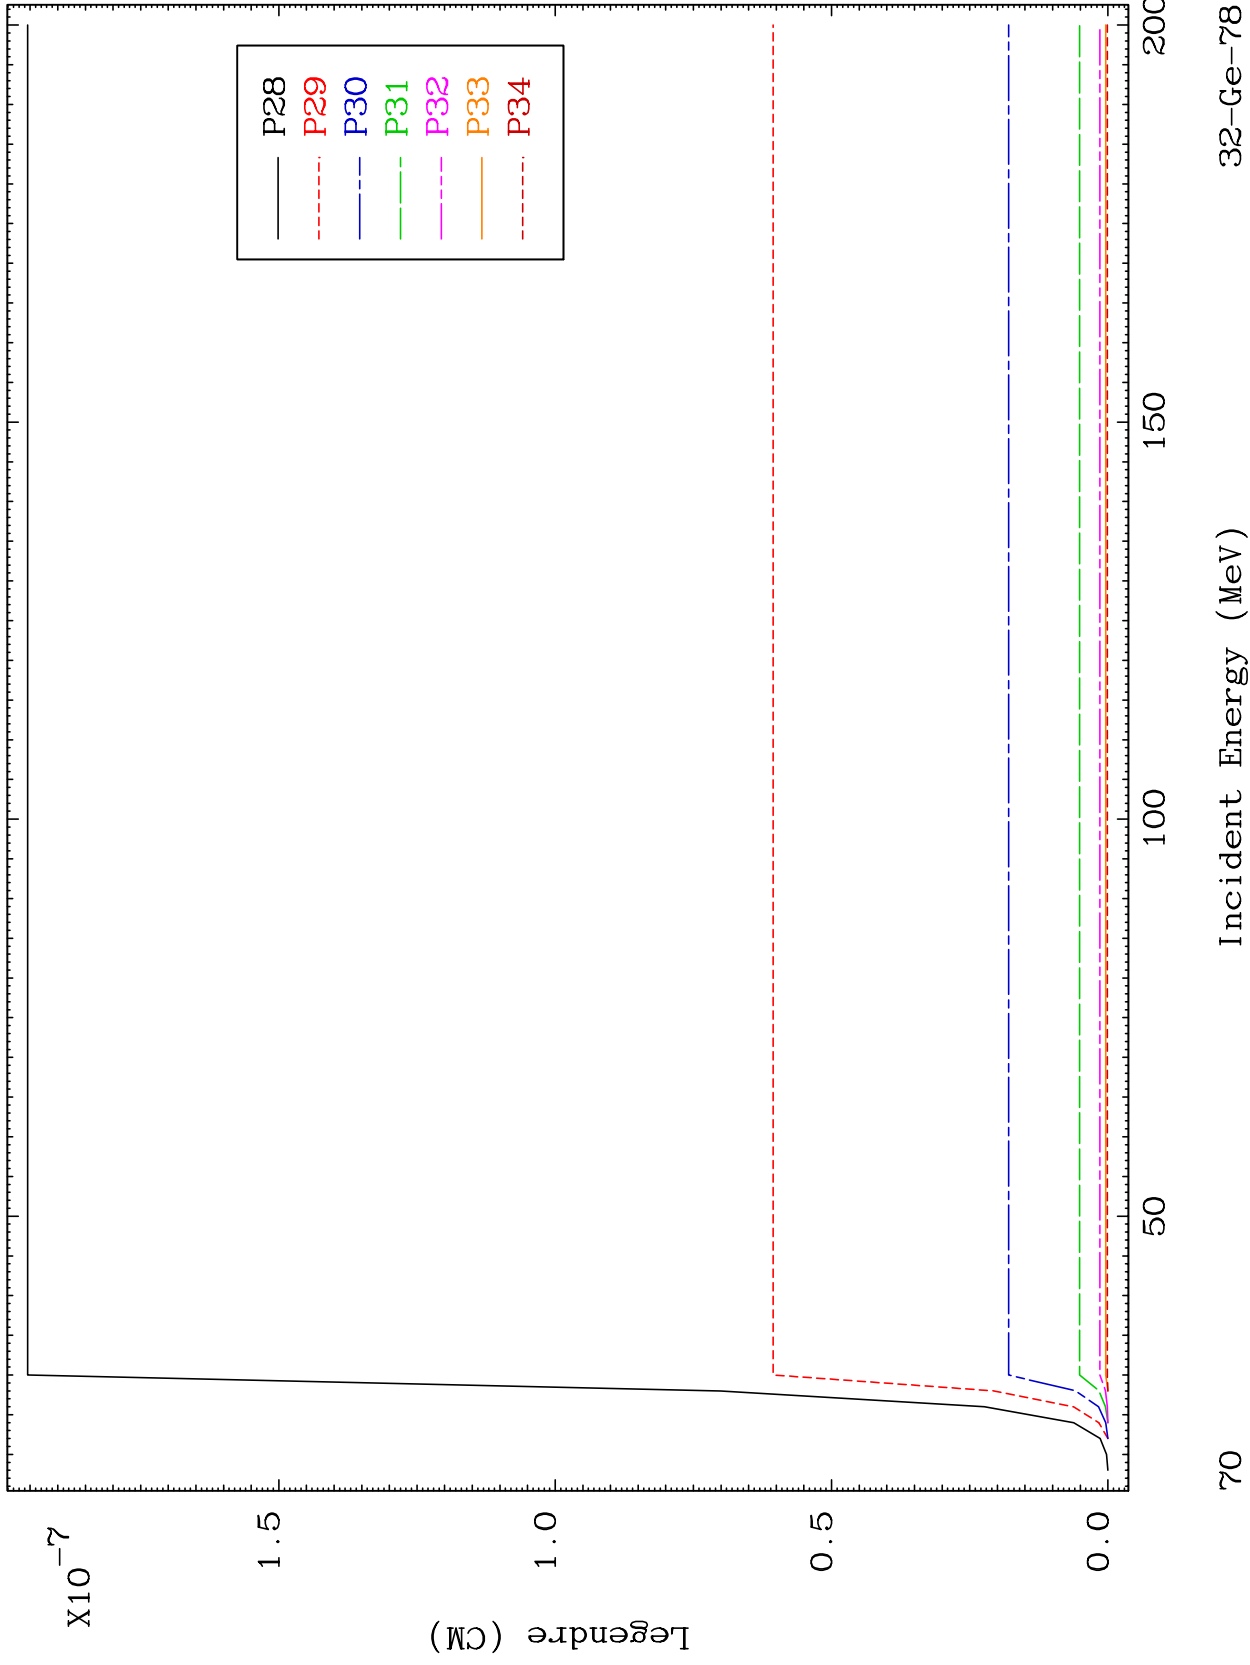 X10-7
1.5
1.0
0.5
0.0
Legendre (CM)
P28
P29
P30
P31
P32
P33
P34
50
100
150
200
Incident Energy (MeV)
70
32-Ge-78